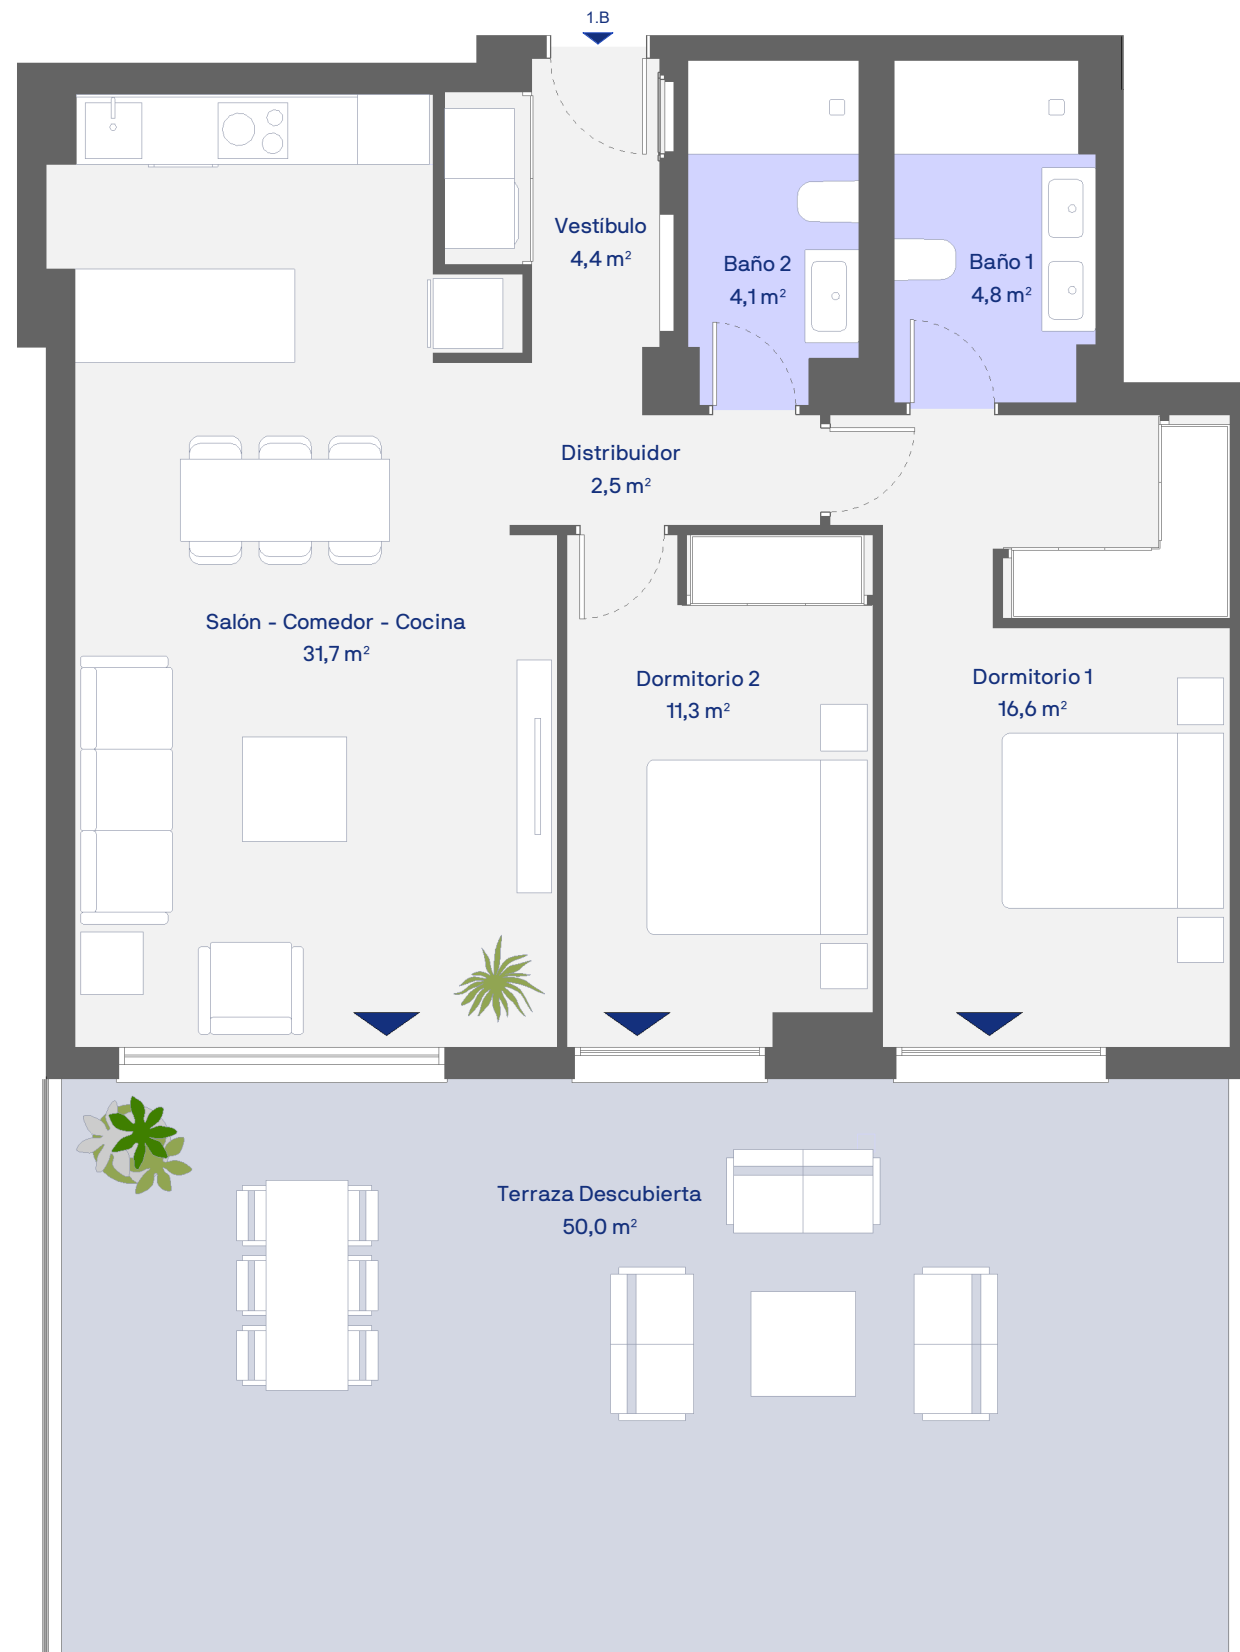 1.B
Vestíbulo
4,4 m²
Baño 2
4,1 m²
Baño 1
4,8 m²
Distribuidor
2,5 m²
Salón - Comedor - Cocina
31,7 m²
Dormitorio 2
11,3 m²
Dormitorio 1
16,6 m²
Terraza Descubierta
50,0 m²